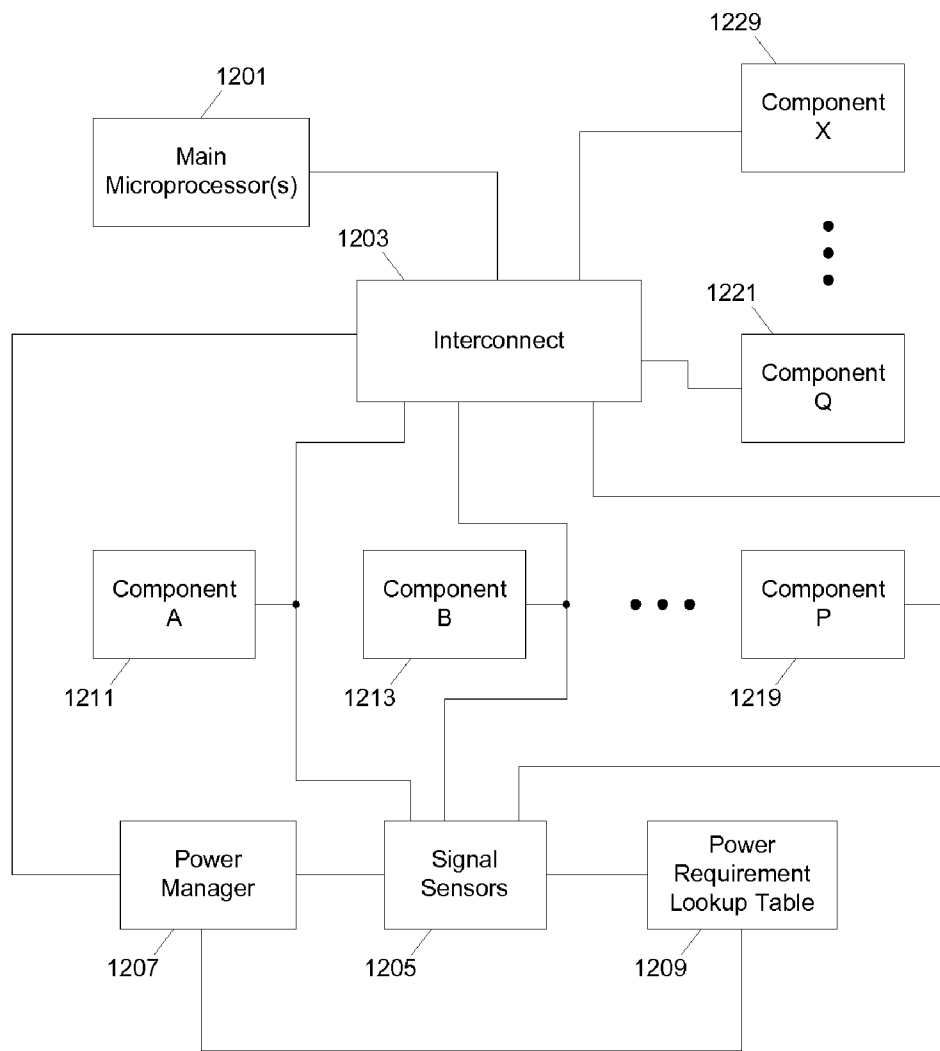 1229
Component
X
1201
Main
Microprocessor(s)
1203
Interconnect
1221
Component
Q
Component
A
1211
Component
B
1213
Component
P
1219
Power
Manager
1207
Signal
Sensors
1205
Power
Requirement
Lookup Table
1209